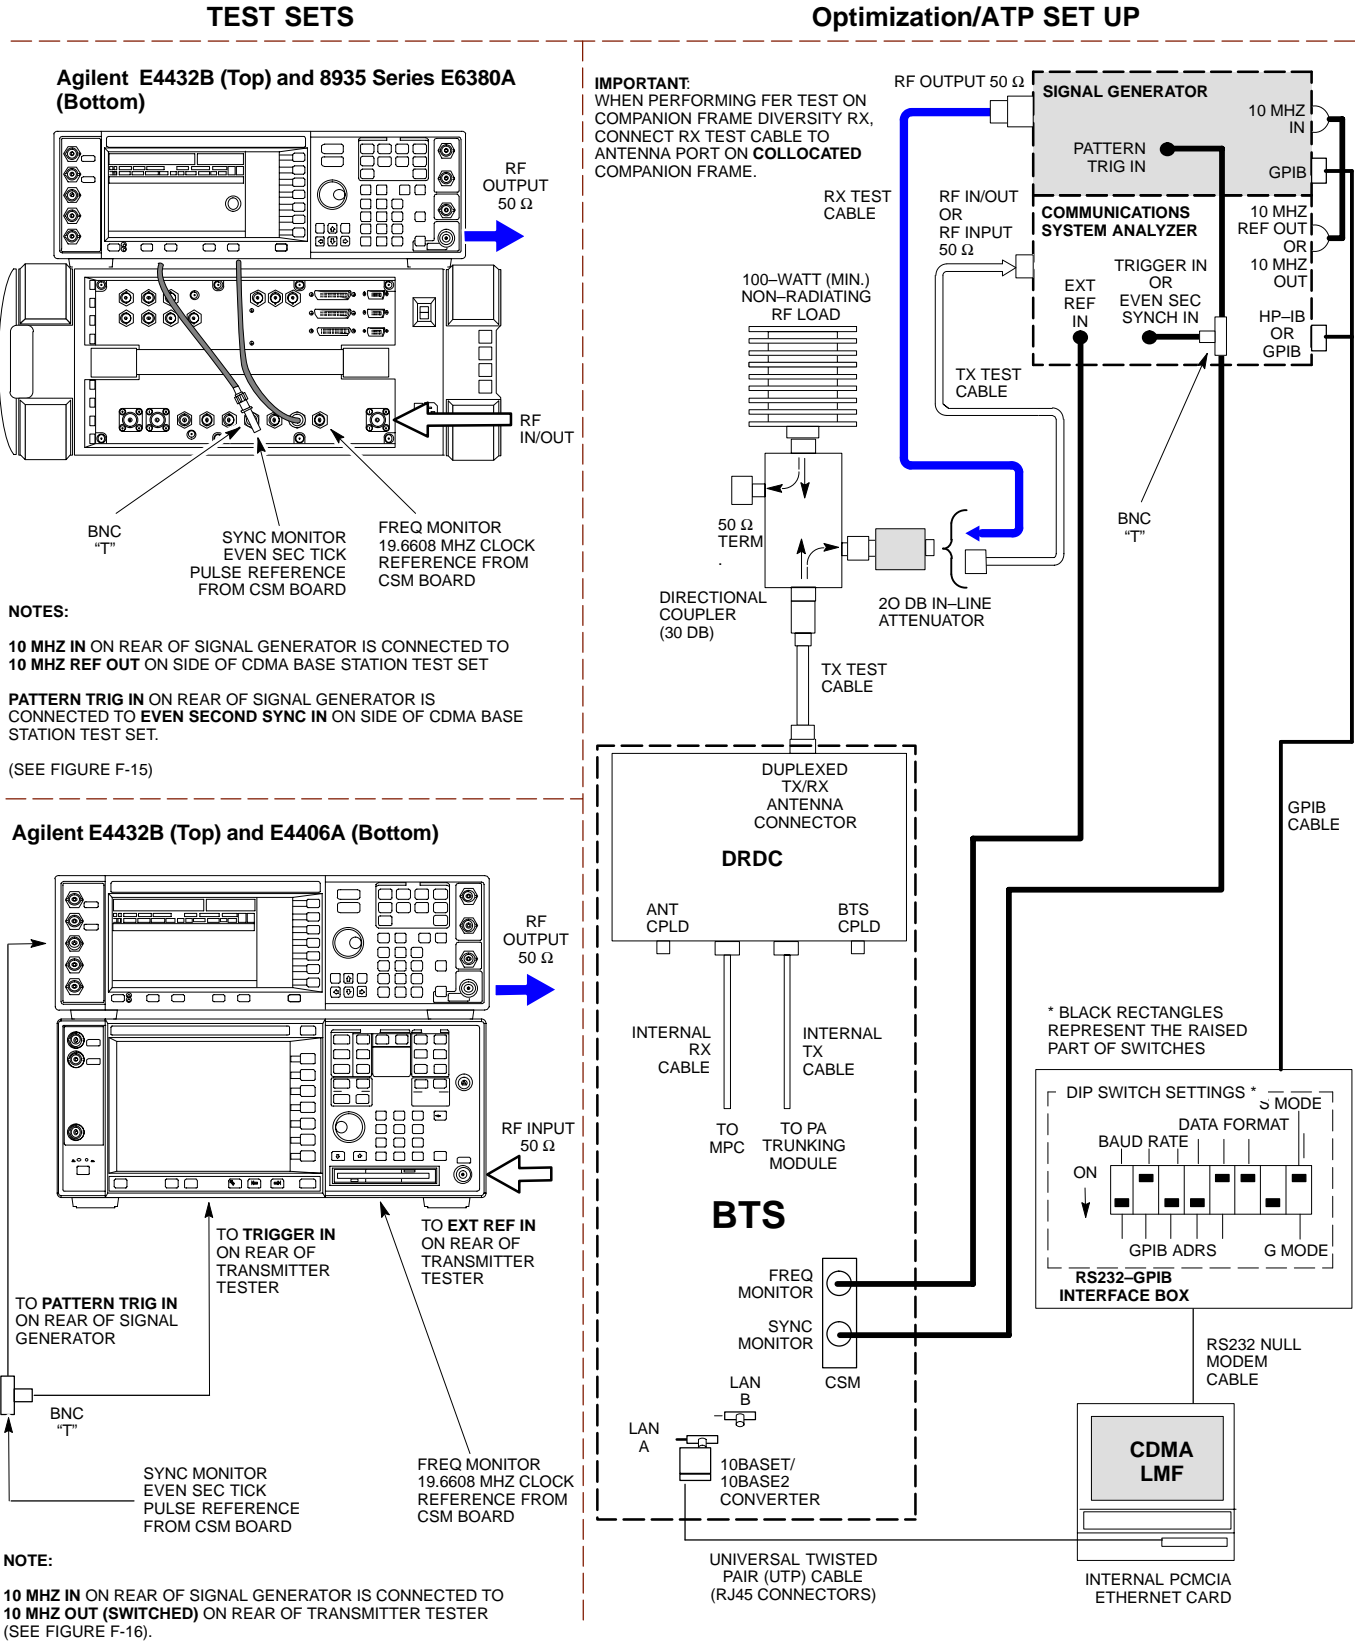 TEST SETS
Optimization/ATP SET UP
Agilent E4432B (Top) and 8935 Series E6380A
(Bottom)
RF
OUTPUT
50 Ω
RF
IN/OUT
BNC
“T”
SYNC MONITOR
EVEN SEC TICK
PULSE REFERENCE
FROM CSM BOARD
FREQ MONITOR
19.6608 MHZ CLOCK
REFERENCE FROM
CSM BOARD
NOTES:
10 MHZ IN ON REAR OF SIGNAL GENERATOR IS CONNECTED TO
10 MHZ REF OUT ON SIDE OF CDMA BASE STATION TEST SET
PATTERN TRIG IN ON REAR OF SIGNAL GENERATOR IS
CONNECTED TO EVEN SECOND SYNC IN ON SIDE OF CDMA BASE
STATION TEST SET.
(SEE FIGURE F-15)
Agilent E4432B (Top) and E4406A (Bottom)
RF
OUTPUT
50 Ω
RF INPUT
50 Ω
TO TRIGGER IN
ON REAR OF
TRANSMITTER
TESTER
TO EXT REF IN
ON REAR OF
TRANSMITTER
TESTER
TO PATTERN TRIG IN
ON REAR OF SIGNAL
GENERATOR
BNC
“T”
SYNC MONITOR
EVEN SEC TICK
PULSE REFERENCE
FROM CSM BOARD
FREQ MONITOR
19.6608 MHZ CLOCK
REFERENCE FROM
CSM BOARD
NOTE:
10 MHZ IN ON REAR OF SIGNAL GENERATOR IS CONNECTED TO
10 MHZ OUT (SWITCHED) ON REAR OF TRANSMITTER TESTER
(SEE FIGURE F-16).
IMPORTANT:
WHEN PERFORMING FER TEST ON
COMPANION FRAME DIVERSITY RX,
CONNECT RX TEST CABLE TO
ANTENNA PORT ON COLLOCATED
COMPANION FRAME.
RF OUTPUT 50 Ω
SIGNAL GENERATOR
10 MHZ
IN
PATTERN
TRIG IN
GPIB
RX TEST
CABLE
RF IN/OUT
OR
RF INPUT
50 Ω
COMMUNICATIONS
SYSTEM ANALYZER
10 MHZ
REF OUT
OR
10 MHZ
OUT
TRIGGER IN
OR
EVEN SEC
SYNCH IN
EXT
REF
IN
HP–IB
OR
GPIB
100–WATT (MIN.)
NON–RADIATING
RF LOAD
TX TEST
CABLE
50 Ω
TERM
.
BNC
“T”
DIRECTIONAL
COUPLER
(30 DB)
2O DB IN–LINE
ATTENUATOR
TX TEST
CABLE
DUPLEXED
TX/RX
ANTENNA
CONNECTOR
DRDC
GPIB
CABLE
ANT
CPLD
BTS
CPLD
INTERNAL
RX
CABLE
INTERNAL
TX
CABLE
TO
MPC
TO PA
TRUNKING
MODULE
BTS
* BLACK RECTANGLES
REPRESENT THE RAISED
PART OF SWITCHES
DIP SWITCH SETTINGS *
S MODE
DATA FORMAT
BAUD RATE
ON
GPIB ADRS
G MODE
RS232–GPIB
INTERFACE BOX
FREQ
MONITOR
SYNC
MONITOR
CSM
RS232 NULL
MODEM
CABLE
LAN
B
LAN
A
10BASET/
10BASE2
CONVERTER
CDMA
LMF
UNIVERSAL TWISTED
PAIR (UTP) CABLE
(RJ45 CONNECTORS)
INTERNAL PCMCIA
ETHERNET CARD